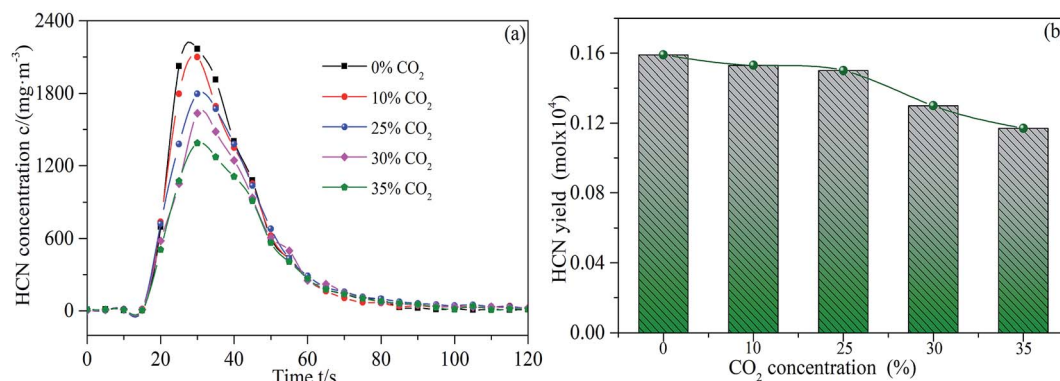 2400
1800
1200
600
0
HCN concentration c/(mg·m⁻³)
(a)
0% CO₂
10% CO₂
25% CO₂
30% CO₂
35% CO₂
0 20 40 60 80 100 120
Time t/s
(b)
0.16
0.12
0.08
0.04
0.00
HCN yield (molx10⁴)
0 10 25 30 35
CO₂ concentration (%)